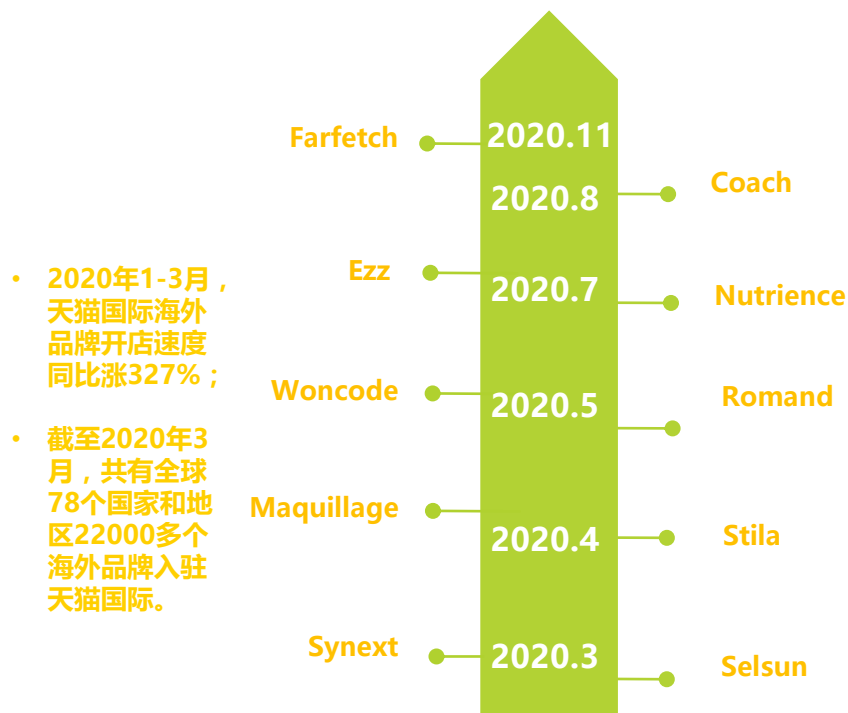 Farfetch
2020.11
2020.8
Coach
Ezz
2020.7
Nutrience
Woncode
2020.5
Romand
Maquillage
2020.4
Stila
Synext
2020.3
Selsun
• 2020年1-3月，
天猫国际海外
品牌开店速度
同比涨327%；
• 截至2020年3
月，共有全球
78个国家和地
区22000多个
海外品牌入驻
天猫国际。